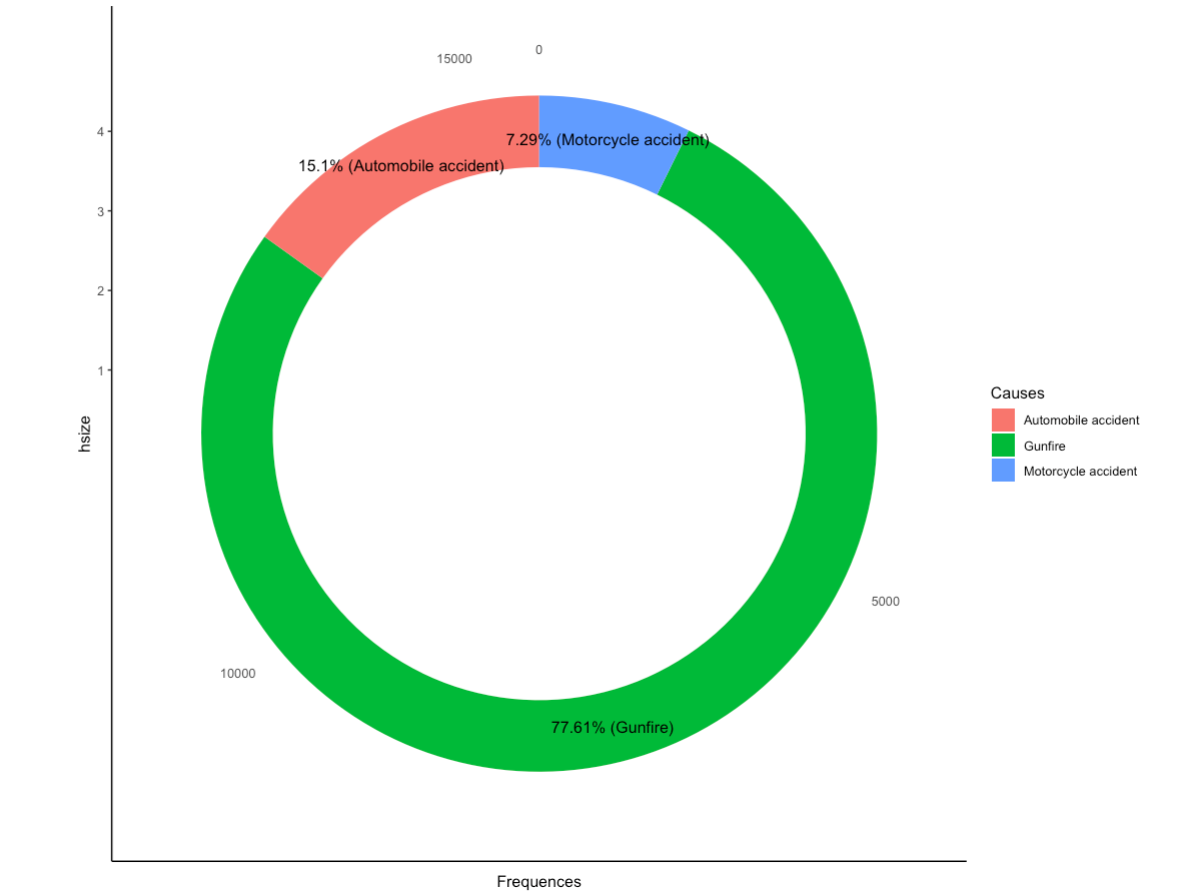 15000
0
4
7.29% (Motorcycle accident)
15.1% (Automobile accident)
3
2
1
hsize
Causes
Automobile accident
Gunfire
Motorcycle accident
5000
10000
77.61% (Gunfire)
Frequences